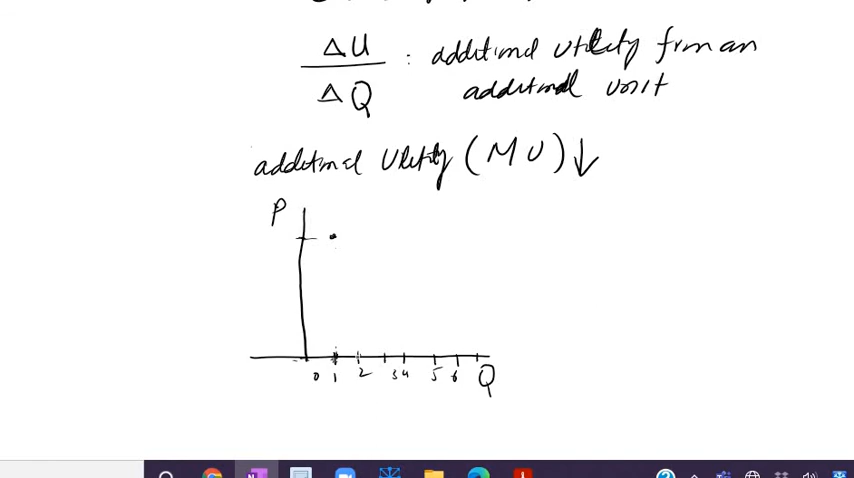 ΔU : additional utility from an
ΔQ additional unit
additional utility (MU)↓
P
0 1 2 3 4 5 6 Q